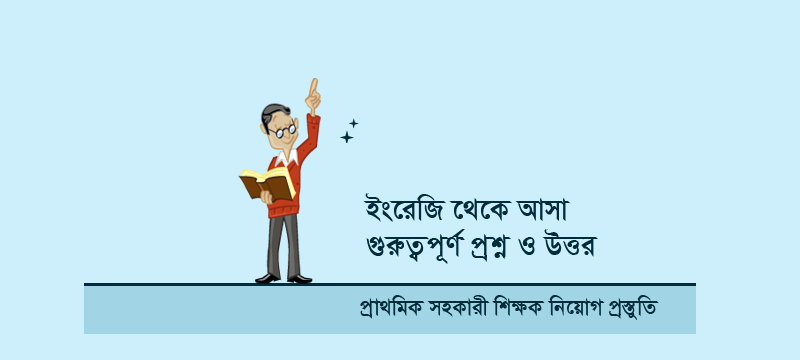 ইংরেজি থেকে আসা
গুরুত্বপূর্ণ প্রশ্ন ও উত্তর
প্রাথমিক সহকারী শিক্ষক নিয়োগ প্রস্তুতি